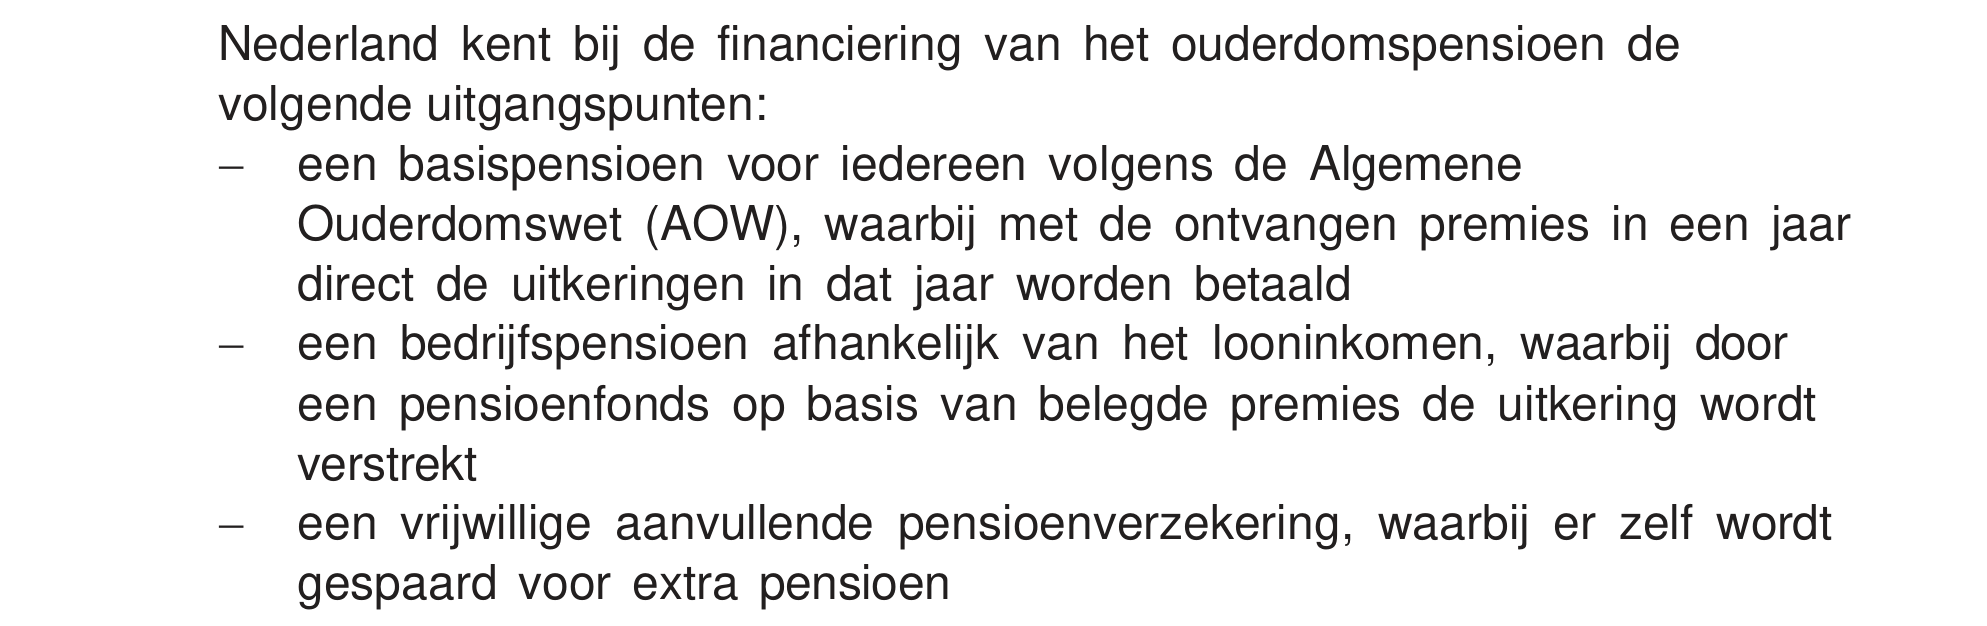 Nederland kent bij de financiering van het ouderdomspensioen de
volgende uitgangspunten:
– een basispensioen voor iedereen volgens de Algemene
Ouderdomswet (AOW), waarbij met de ontvangen premies in een jaar
direct de uitkeringen in dat jaar worden betaald
– een bedrijfspensioen afhankelijk van het looninkomen, waarbij door
een pensioenfonds op basis van belegde premies de uitkering wordt
verstrekt
– een vrijwillige aanvullende pensioenverzekering, waarbij er zelf wordt
gespaard voor extra pensioen